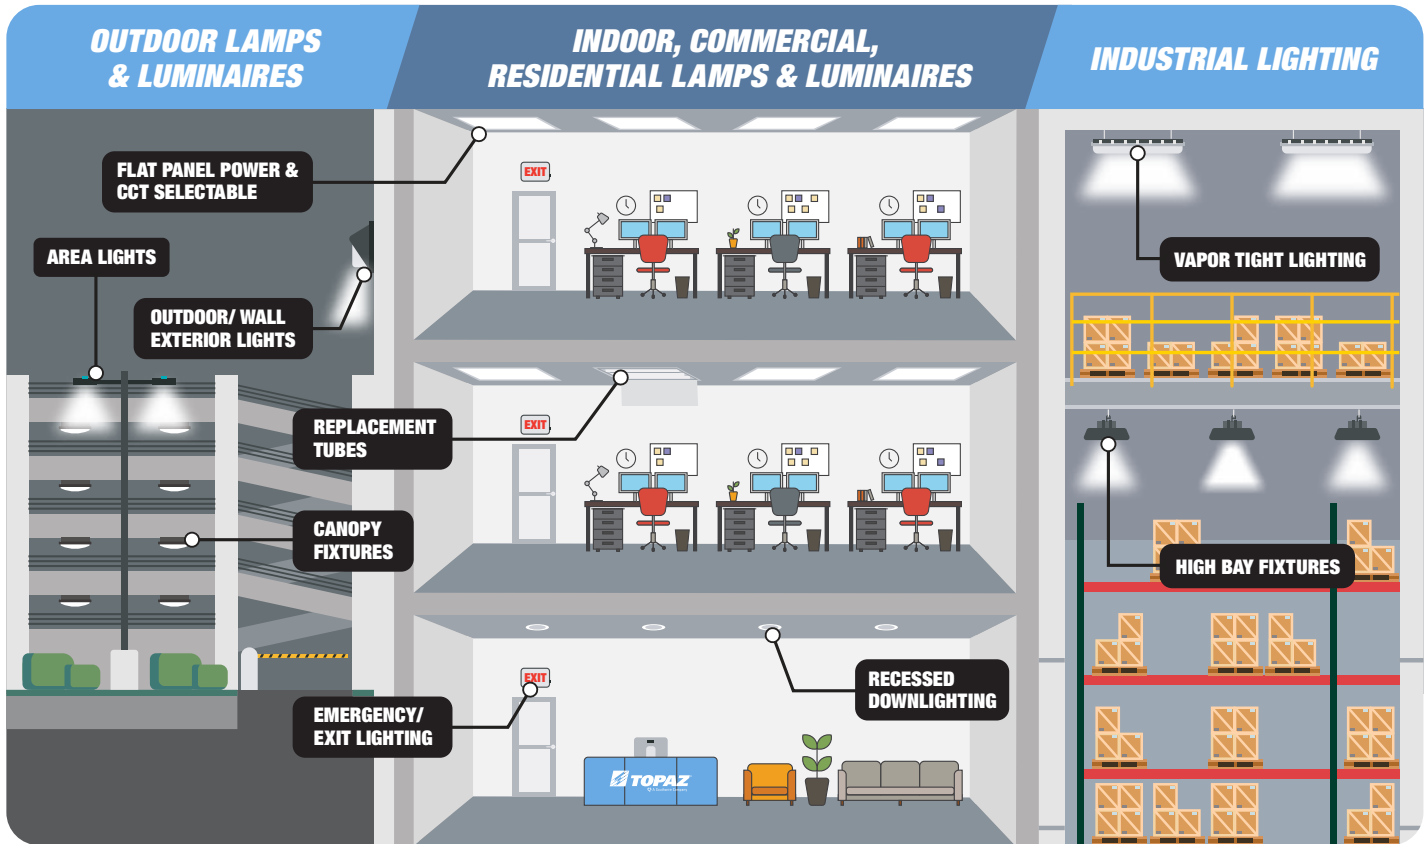 OUTDOOR LAMPS
& LUMINAIRES
INDOOR, COMMERCIAL,
RESIDENTIAL LAMPS & LUMINAIRES
INDUSTRIAL LIGHTING
FLAT PANEL POWER &
CCT SELECTABLE
AREA LIGHTS
OUTDOOR/ WALL
EXTERIOR LIGHTS
EXIT
VAPOR TIGHT LIGHTING
REPLACEMENT
TUBES
EXIT
CANOPY
FIXTURES
HIGH BAY FIXTURES
EXIT
RECESSED
DOWNLIGHTING
EMERGENCY/
EXIT LIGHTING
TOPAZ